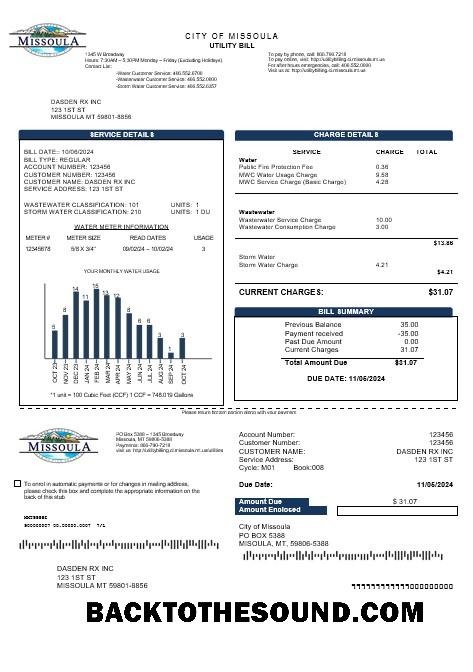 MISSOULA
CITY OF MISSOULA
UTILITY BILL
1345 W Broadway
Hours: 7:30AM – 5:30PM Monday – Friday (Excluding Holidays)
Contact List:
-Water Customer Service: 406.552.6700
-Wastewater Customer Service: 406.552.6600
-Storm Water Customer Service: 406.552.6357
To pay by phone, call: 866.790.7218
To pay online, visit: http://utilitybilling.ci.missoula.mt.us
For after hours emergencies, call: 406.552.0800
Visit us at: utilitybilling.ci.missoula.mt.us
DASDEN RX INC
123 1ST ST
MISSOULA MT 59801-8856
SERVICE DETAILS
BILL DATE:: 10/06/2024
BILL TYPE: REGULAR
ACCOUNT NUMBER: 123456
CUSTOMER NUMBER: 123456
CUSTOMER NAME: DASDEN RX INC
SERVICE ADDRESS: 123 1ST ST
WASTEWATER CLASSIFICATION: 101 UNITS: 1
STORM WATER CLASSIFICATION: 210 UNITS: 1 DU
WATER METER INFORMATION
METER # METER SIZE READ DATES USAGE
12345678 5/8 X 3/4" 09/02/24 – 10/02/24 3
YOUR MONTHLY WATER USAGE
5 8 14 11 15 13 12 8 6 6 3 1 3
OCT 23 NOV 23 DEC 23 JAN 24 FEB 24 MAR 24 APR 24 MAY 24 JUN 24 JUL 24 AUG 24 SEP 24 OCT 24
*1 unit = 100 Cubic Feet (CCF) 1 CCF = 748.019 Gallons
CHARGE DETAILS
SERVICE CHARGE TOTAL
Water
Public Fire Protection Fee 0.36
MWC Water Usage Charge 9.58
MWC Service Charge (Basic Charge) 4.28
Wastewater
Wastewater Service Charge 10.00
Wastewater Consumption Charge 3.00
$13.86
Storm Water
Storm Water Charge 4.21
$4.21
CURRENT CHARGES: $31.07
BILL SUMMARY
Previous Balance 35.00
Payment received -35.00
Past Due Amount 0.00
Current Charges 31.07
Total Amount Due $31.07
DUE DATE: 11/05/2024
Please return bottom portion along with your payment
MISSOULA
PO Box 5388 – 1345 Broadway
Missoula, MT 59806-5388
Payments: 866-790-7218
visit us: http://utilitybilling.ci.missoula.mt.us/utilities
To enroll in automatic payments or for changes in mailing address,
please check this box and complete the appropriate information on the
back of this stub
Account Number: 123456
Customer Number: 123456
CUSTOMER NAME: DASDEN RX INC
Service Address: 123 1ST ST
Cycle: M01 Book:008
Due Date: 11/05/2024
Amount Due $ 31.07
Amount Enclosed
City of Missoula
PO BOX 5388
MISSOULA, MT, 59806-5388
DASDEN RX INC
123 1ST ST
MISSOULA MT 59801-8856
BACKTOTHESOUND.COM